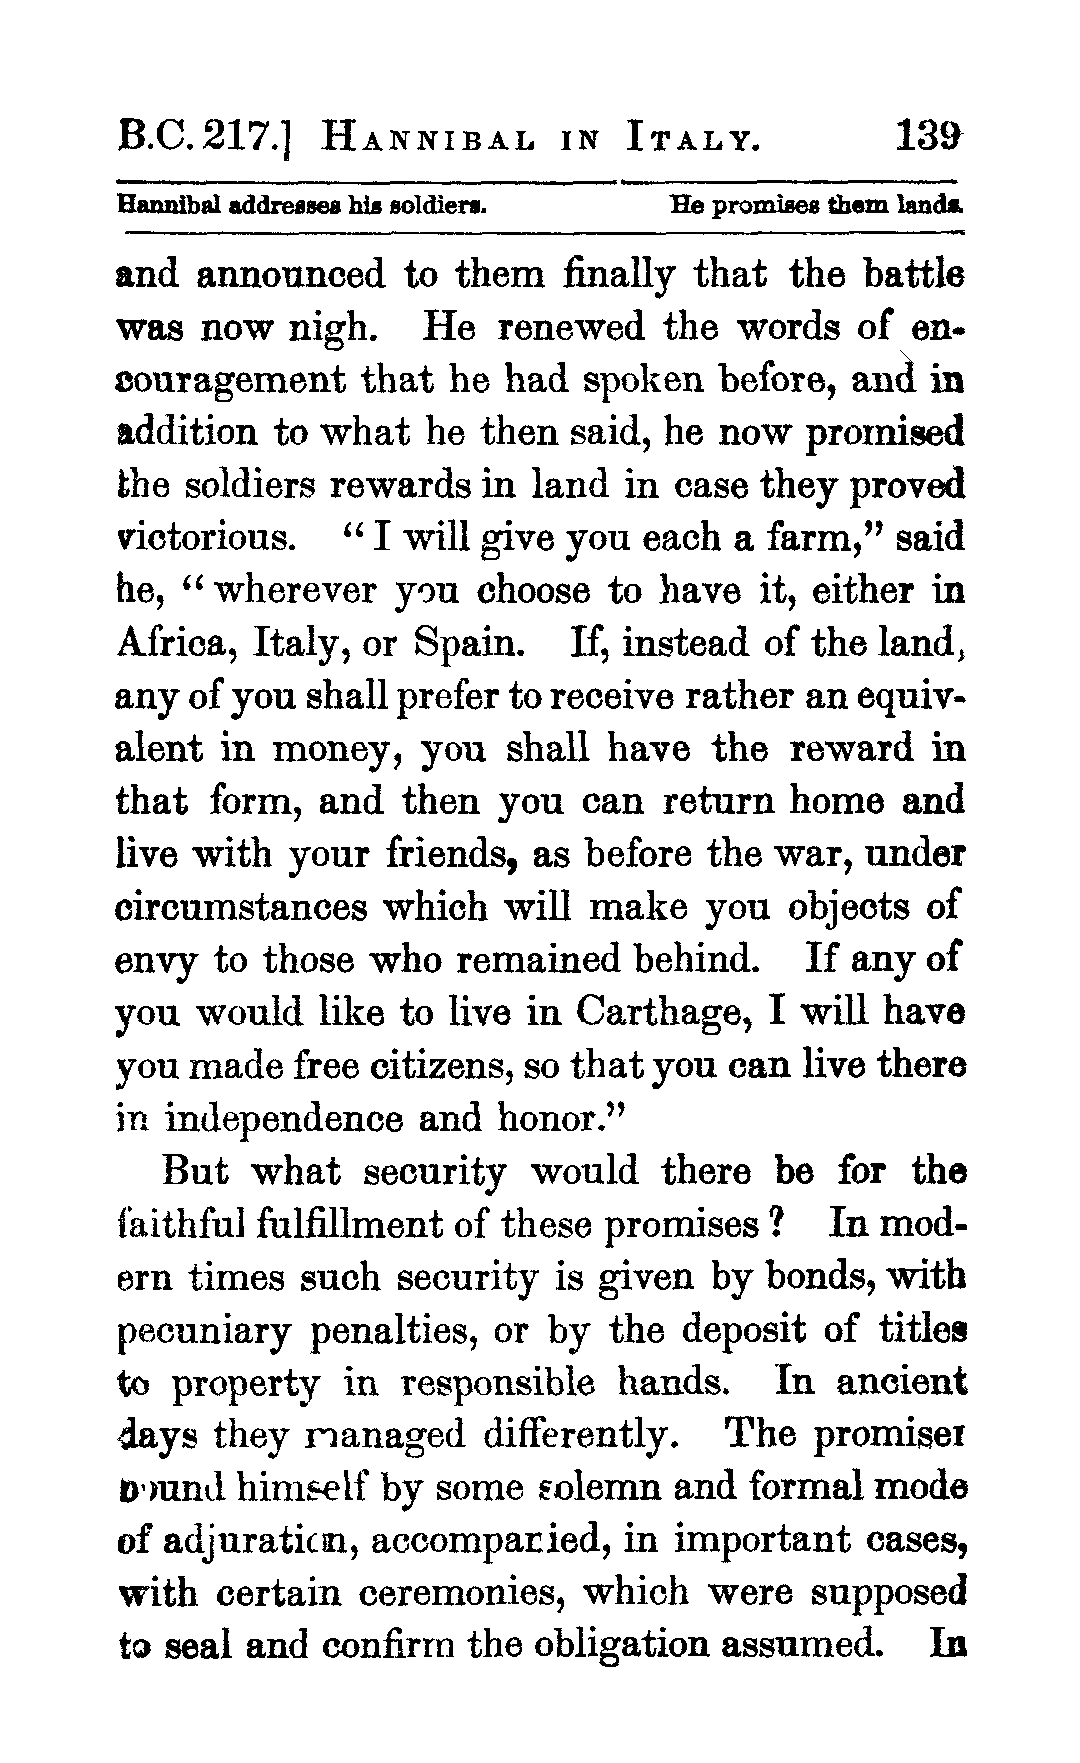 B.C. 217.] HANNIBAL IN ITALY. 139
Hannibal addresses his soldiers. He promises them lands.
and announced to them finally that the battle
was now nigh. He renewed the words of en-
couragement that he had spoken before, and in
addition to what he then said, he now promised
the soldiers rewards in land in case they proved
victorious. “I will give you each a farm,” said
he, “wherever you choose to have it, either in
Africa, Italy, or Spain. If, instead of the land,
any of you shall prefer to receive rather an equiv-
alent in money, you shall have the reward in
that form, and then you can return home and
live with your friends, as before the war, under
circumstances which will make you objects of
envy to those who remained behind. If any of
you would like to live in Carthage, I will have
you made free citizens, so that you can live there
in independence and honor.”
But what security would there be for the
faithful fulfillment of these promises? In mod-
ern times such security is given by bonds, with
pecuniary penalties, or by the deposit of titles
to property in responsible hands. In ancient
days they managed differently. The promiser
bound himself by some solemn and formal mode
of adjuration, accompanied, in important cases,
with certain ceremonies, which were supposed
to seal and confirm the obligation assumed. In